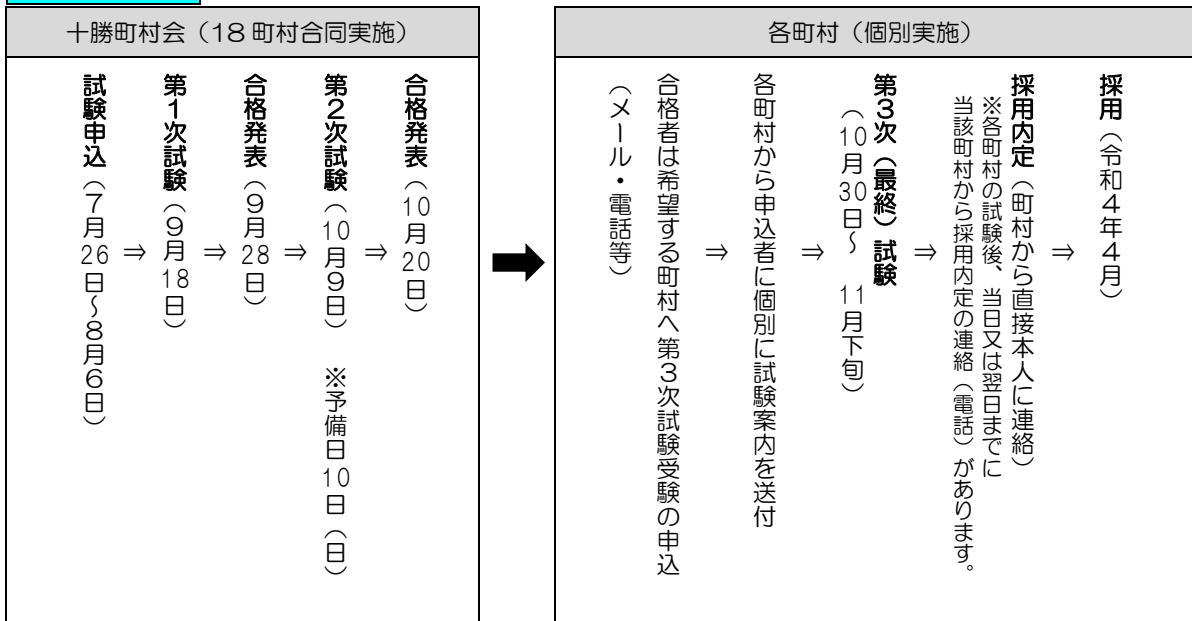 十勝町村会（18町村合同実施）
試験申込（7月26日～8月6日）
⇒
第1次試験（9月18日）
⇒
合格発表（9月28日）
⇒
第2次試験（10月9日）　※予備日10日（日）
⇒
合格発表（10月20日）
各町村（個別実施）
合格者は希望する町村へ第3次試験受験の申込
（メール・電話等）
⇒
各町村から申込者に個別に試験案内を送付
⇒
第3次（最終）試験
（10月30日～　11月下旬）
⇒
採用内定（町村から直接本人に連絡）
※各町村の試験後、当日又は翌日までに
当該町村から採用内定の連絡（電話）があります。
⇒
採用（令和4年4月）